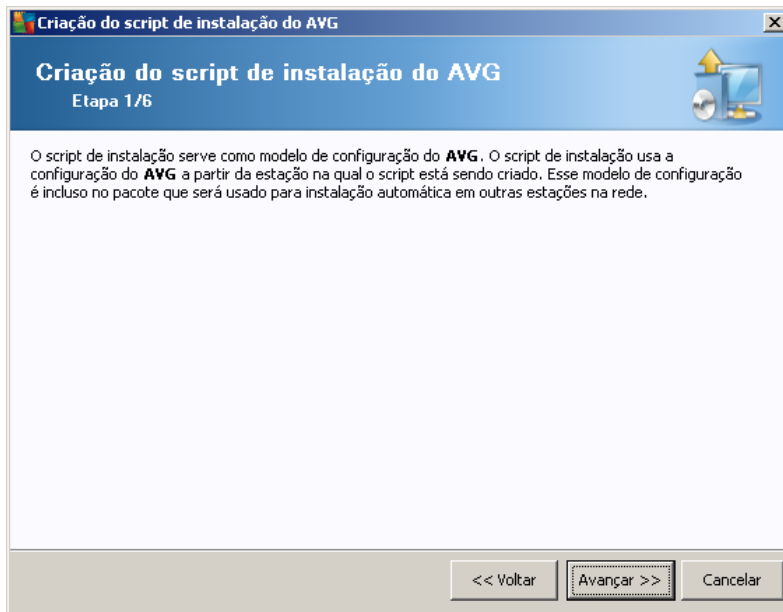 Criação do script de instalação do AVG
Criação do script de instalação do AVG
Etapa 1/6
O script de instalação serve como modelo de configuração do AVG. O script de instalação usa a
configuração do AVG a partir da estação na qual o script está sendo criado. Esse modelo de configuração
é incluso no pacote que será usado para instalação automática em outras estações na rede.
<< Voltar
Avançar >>
Cancelar